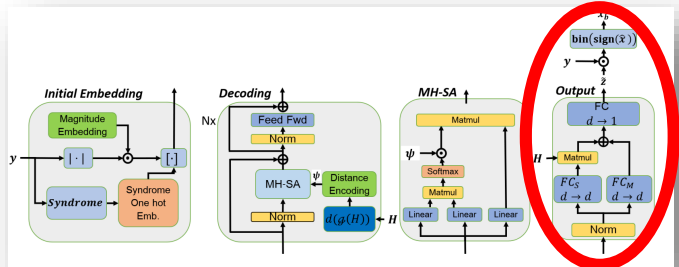 x̂_b
bin(sign(x̃))
y
z̃
Initial Embedding
Magnitude
Embedding
y
| · |
[·]
Syndrome
Syndrome
One hot
Emb.
Decoding
Nx
Feed Fwd
Norm
MH-SA
ψ
Distance
Encoding
Norm
d(𝓰(H))
H
MH-SA
Matmul
ψ
Softmax
Matmul
Linear
Linear
Linear
Output
FC
d → 1
H
Matmul
FC_S
d → d
FC_M
d → d
Norm